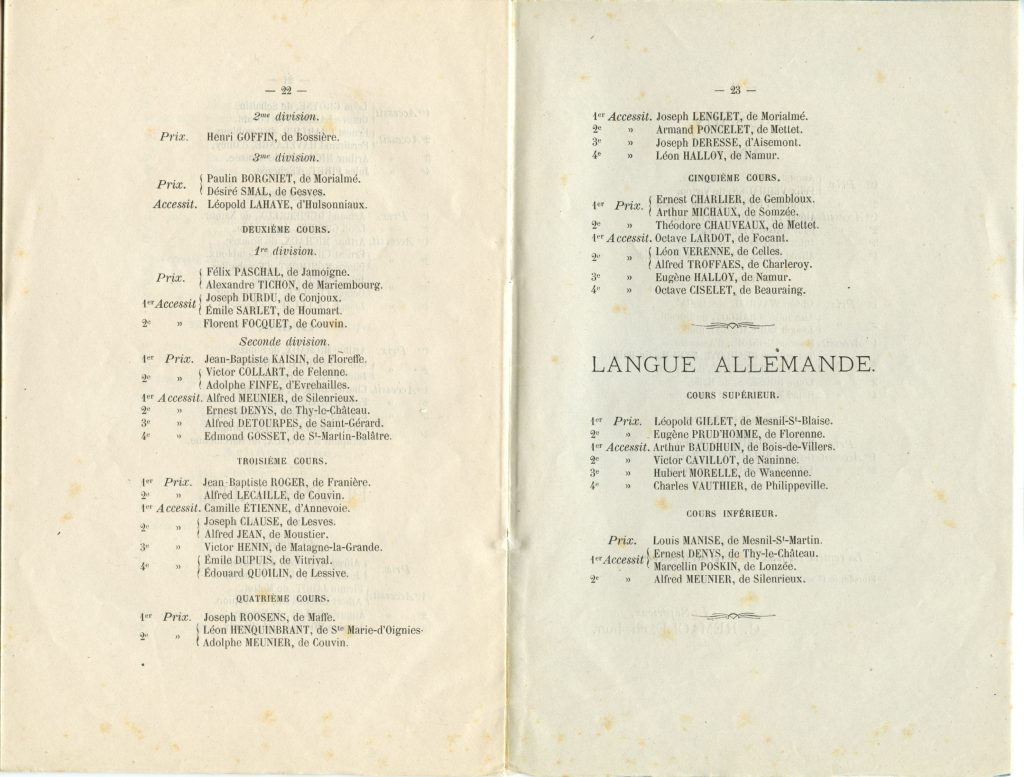 — 22 —
2me division.
Prix. Henri GOFFIN, de Bossière.
3me division.
Prix. { Paulin BORGNIET, de Morialmé.
Désiré SMAL, de Gesves.
Accessit. Léopold LAHAYE, d'Hulsonniaux.
DEUXIÈME COURS.
1re division.
Prix. { Félix PASCHAL, de Jamoigne.
Alexandre TICHON, de Mariembourg.
1er Accessit { Joseph DURDU, de Conjoux.
Émile SARLET, de Houmart.
2e » Florent FOCQUET, de Couvin.
Seconde division.
1er Prix. Jean-Baptiste KAISIN, de Floreffe.
2e » { Victor COLLART, de Felenne.
Adolphe FINFE, d'Evrehailles.
1er Accessit. Alfred MEUNIER, de Silenrieux.
2e » Ernest DENYS, de Thy-le-Château.
3e » Alfred DETOURPES, de Saint-Gérard.
4e » Edmond GOSSET, de St-Martin-Balâtre.
TROISIÈME COURS.
1er Prix. Jean-Baptiste ROGER, de Franière.
2e » Alfred LECAILLE, de Couvin.
1er Accessit. Camille ÉTIENNE, d'Annevoie.
2e » { Joseph CLAUSE, de Lesves.
Alfred JEAN, de Moustier.
3e » Victor HENIN, de Matagne-la-Grande.
4e » { Émile DUPUIS, de Vitrival.
Édouard QUOILIN, de Lessive.
QUATRIÈME COURS.
1er Prix. Joseph ROOSENS, de Maffe.
2e » { Léon HENQUINBRANT, de Ste Marie-d'Oignies.
Adolphe MEUNIER, de Couvin.
— 23 —
1er Accessit. Joseph LENGLET, de Morialmé.
2e » Armand PONCELET, de Mettet.
3e » Joseph DERESSE, d'Aisemont.
4e » Léon HALLOY, de Namur.
CINQUIÈME COURS.
1er Prix. { Ernest CHARLIER, de Gembloux.
Arthur MICHAUX, de Somzée.
2e » Théodore CHAUVEAUX, de Mettet.
1er Accessit. Octave LARDOT, de Focant.
2e » { Léon VERENNE, de Celles.
Alfred TROFFAES, de Charleroy.
3e » Eugène HALLOY, de Namur.
4e » Octave CISELET, de Beauraing.
LANGUE ALLEMANDE.
COURS SUPÉRIEUR.
1er Prix. Léopold GILLET, de Mesnil-St-Blaise.
2e » Eugène PRUD'HOMME, de Florenne.
1er Accessit. Arthur BAUDHUIN, de Bois-de-Villers.
2e » Victor CAVILLOT, de Naninne.
3e » Hubert MORELLE, de Wancenne.
4e » Charles VAUTHIER, de Philippeville.
COURS INFÉRIEUR.
Prix. Louis MANISE, de Mesnil-St-Martin.
1er Accessit { Ernest DENYS, de Thy-le-Château.
Marcellin POSKIN, de Lonzée.
2e » Alfred MEUNIER, de Silenrieux.